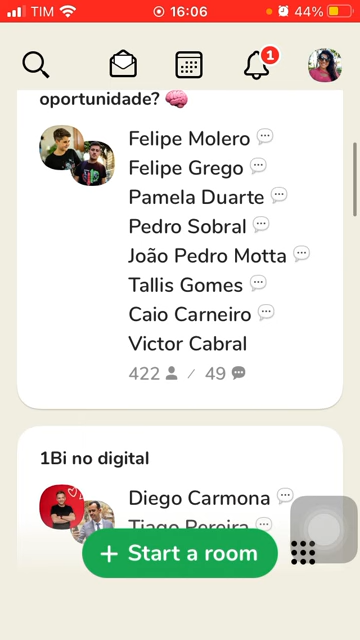 TIM 16:06 44%
1
oportunidade? 🧠
Felipe Molero
Felipe Grego
Pamela Duarte
Pedro Sobral
João Pedro Motta
Tallis Gomes
Caio Carneiro
Victor Cabral
422 / 49
1Bi no digital
Diego Carmona
Tiago Pereira
+ Start a room